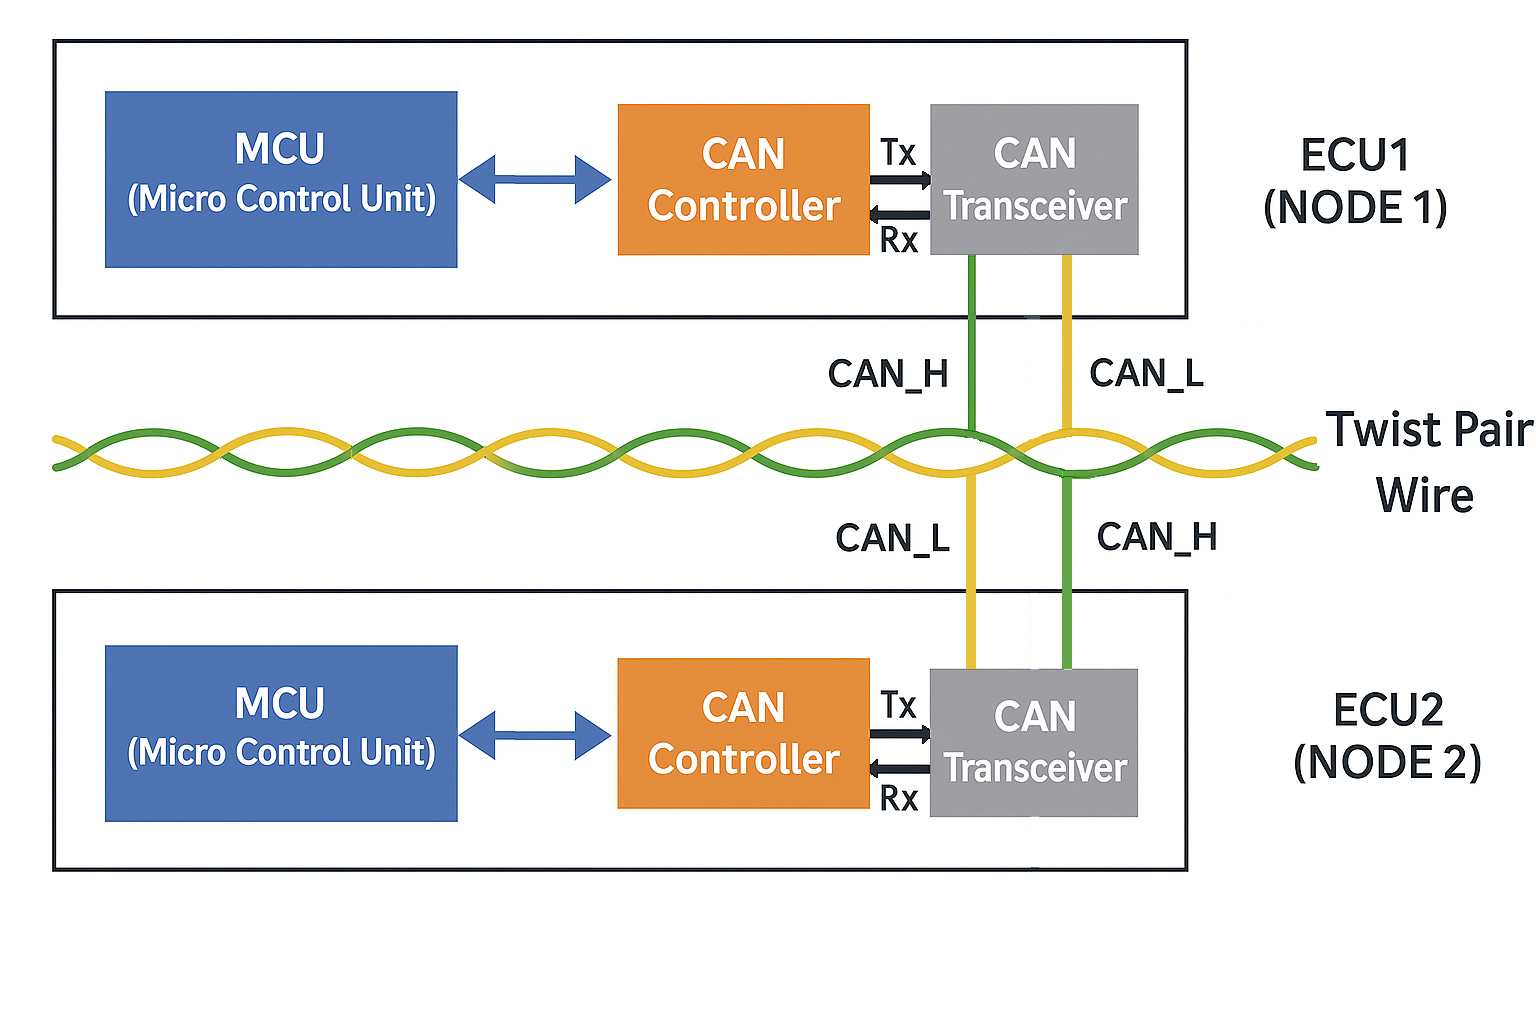 MCU
(Micro Control Unit)
CAN
Controller
Tx
Rx
CAN
Transceiver
ECU1
(NODE 1)
CAN_H
CAN_L
Twist Pair
Wire
CAN_L
CAN_H
MCU
(Micro Control Unit)
CAN
Controller
Tx
Rx
CAN
Transceiver
ECU2
(NODE 2)